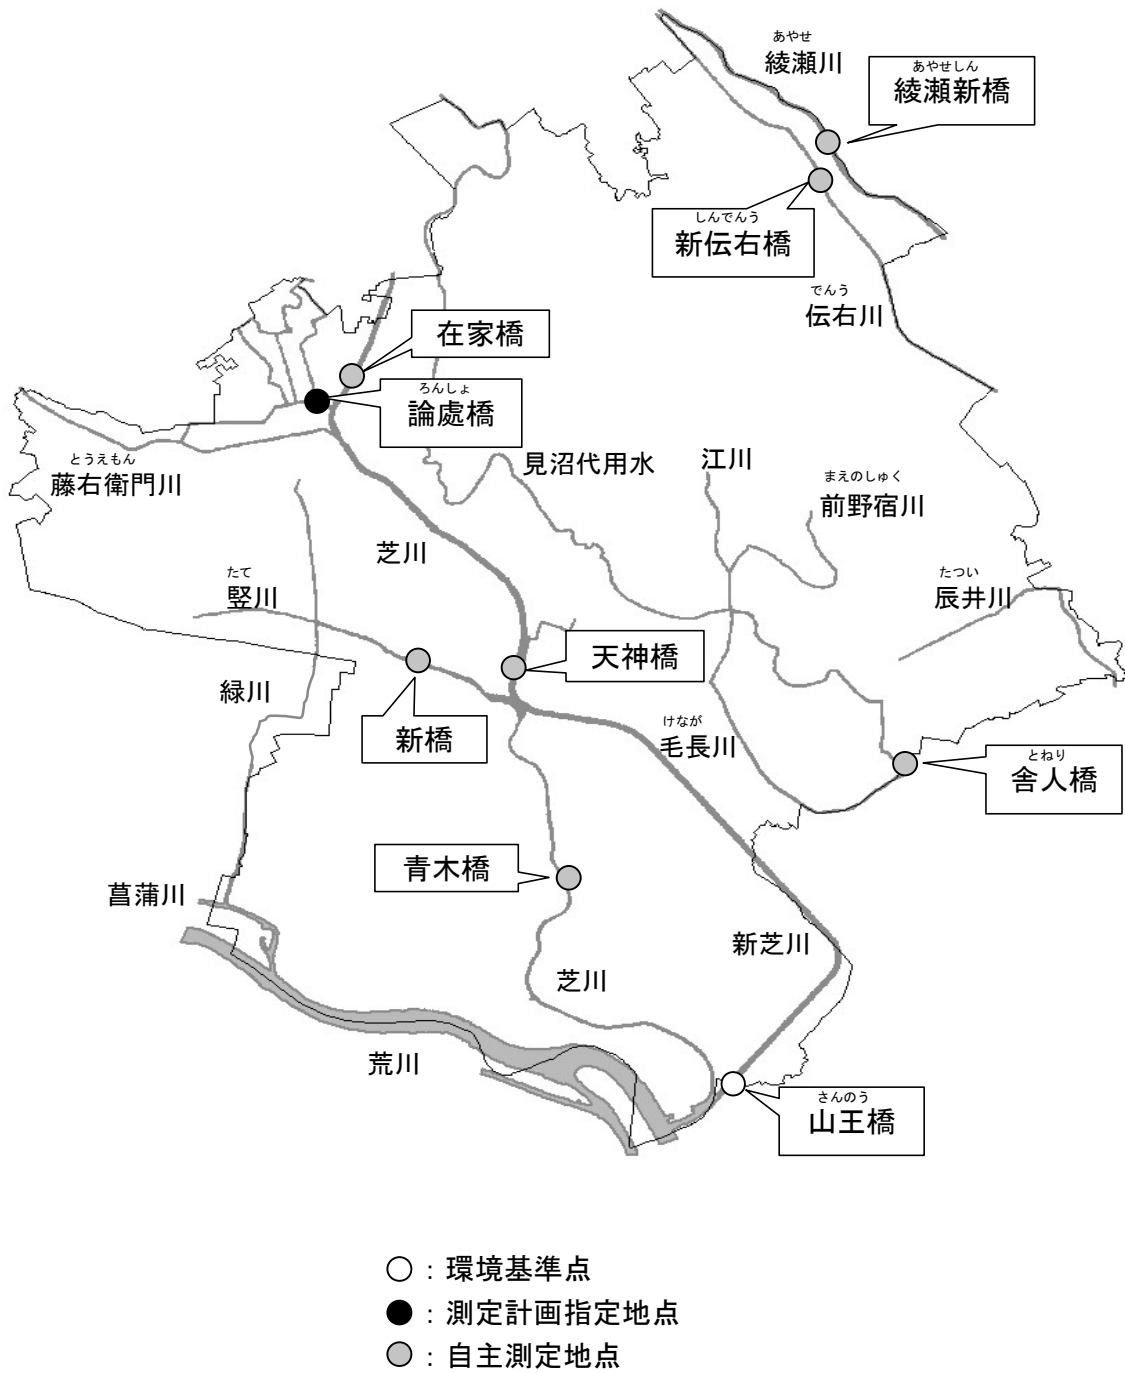 あやせ
綾瀬川
あやせしん
綾瀬新橋
しんでんう
新伝右橋
でんう
伝右川
在家橋
ろんしょ
論處橋
見沼代用水
江川
とうえもん
藤右衛門川
まえのしゅく
前野宿川
芝川
たて
竪川
たつい
辰井川
天神橋
緑川
新橋
けなが
毛長川
とねり
舎人橋
青木橋
菖蒲川
新芝川
芝川
荒川
さんのう
山王橋
○：環境基準点
●：測定計画指定地点
：自主測定地点